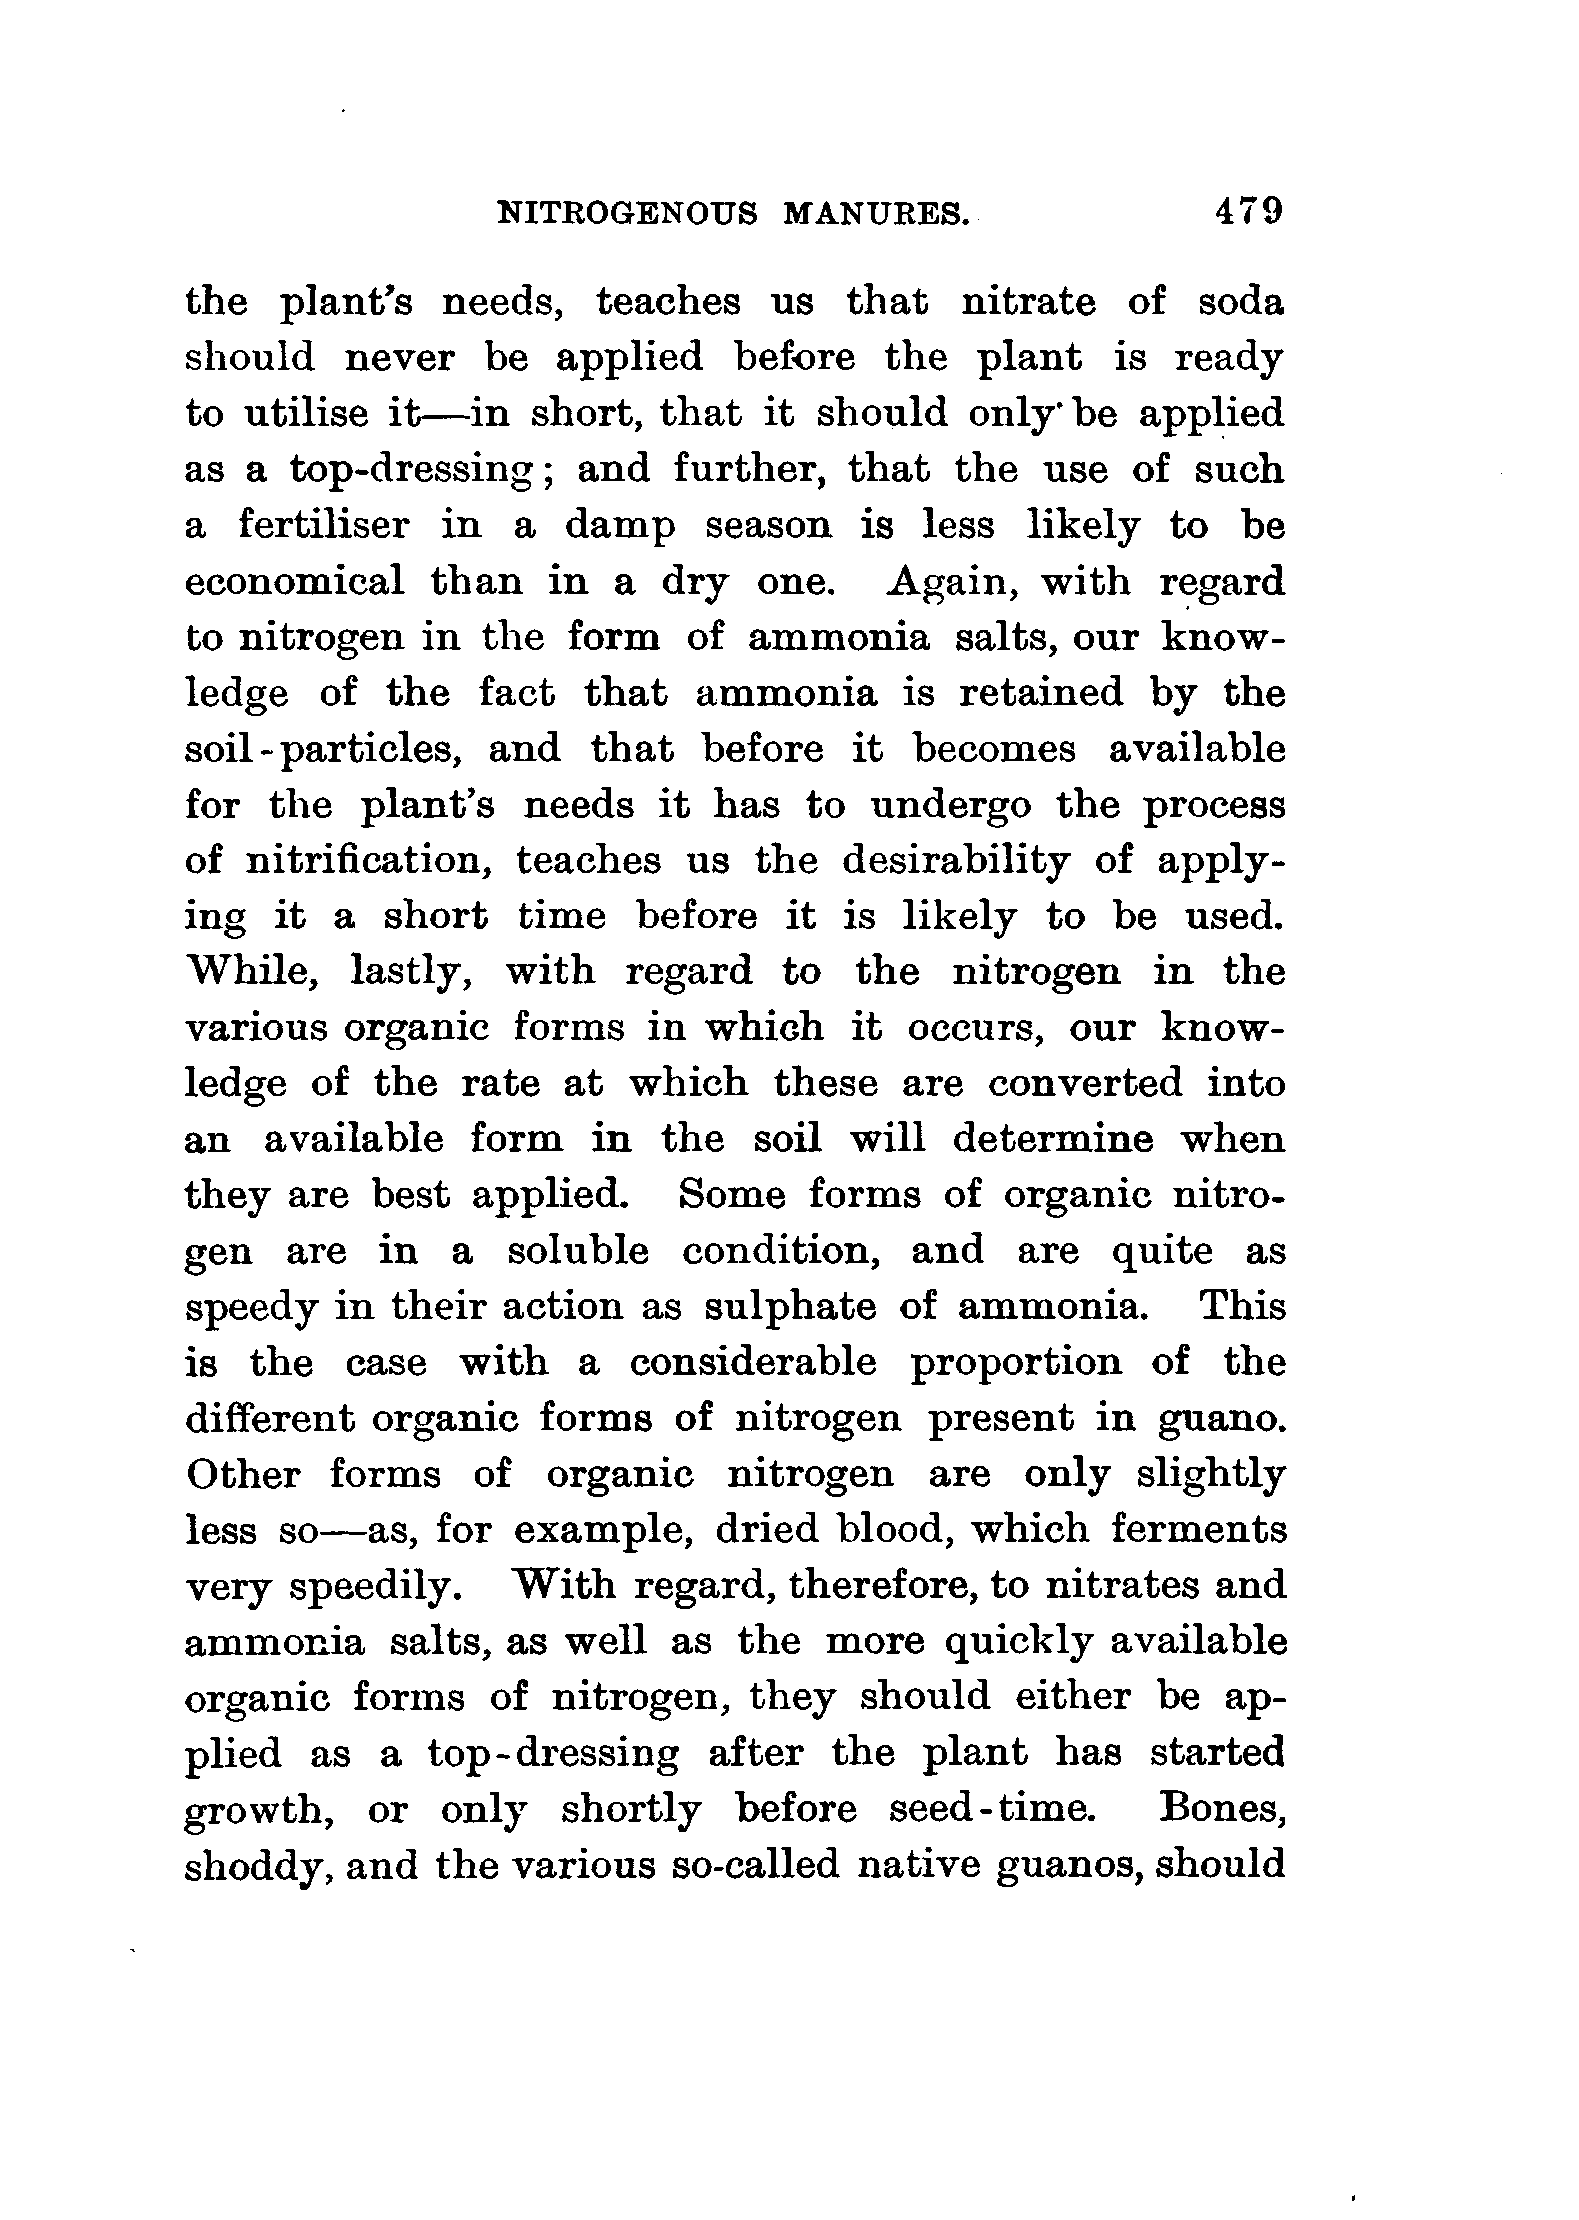 NITROGENOUS MANURES. 479
the plant's needs, teaches us that nitrate of soda
should never be applied before the plant is ready
to utilise it—in short, that it should only be applied
as a top-dressing; and further, that the use of such
a fertiliser in a damp season is less likely to be
economical than in a dry one. Again, with regard
to nitrogen in the form of ammonia salts, our know-
ledge of the fact that ammonia is retained by the
soil-particles, and that before it becomes available
for the plant's needs it has to undergo the process
of nitrification, teaches us the desirability of apply-
ing it a short time before it is likely to be used.
While, lastly, with regard to the nitrogen in the
various organic forms in which it occurs, our know-
ledge of the rate at which these are converted into
an available form in the soil will determine when
they are best applied. Some forms of organic nitro-
gen are in a soluble condition, and are quite as
speedy in their action as sulphate of ammonia. This
is the case with a considerable proportion of the
different organic forms of nitrogen present in guano.
Other forms of organic nitrogen are only slightly
less so—as, for example, dried blood, which ferments
very speedily. With regard, therefore, to nitrates and
ammonia salts, as well as the more quickly available
organic forms of nitrogen, they should either be ap-
plied as a top-dressing after the plant has started
growth, or only shortly before seed-time. Bones,
shoddy, and the various so-called native guanos, should